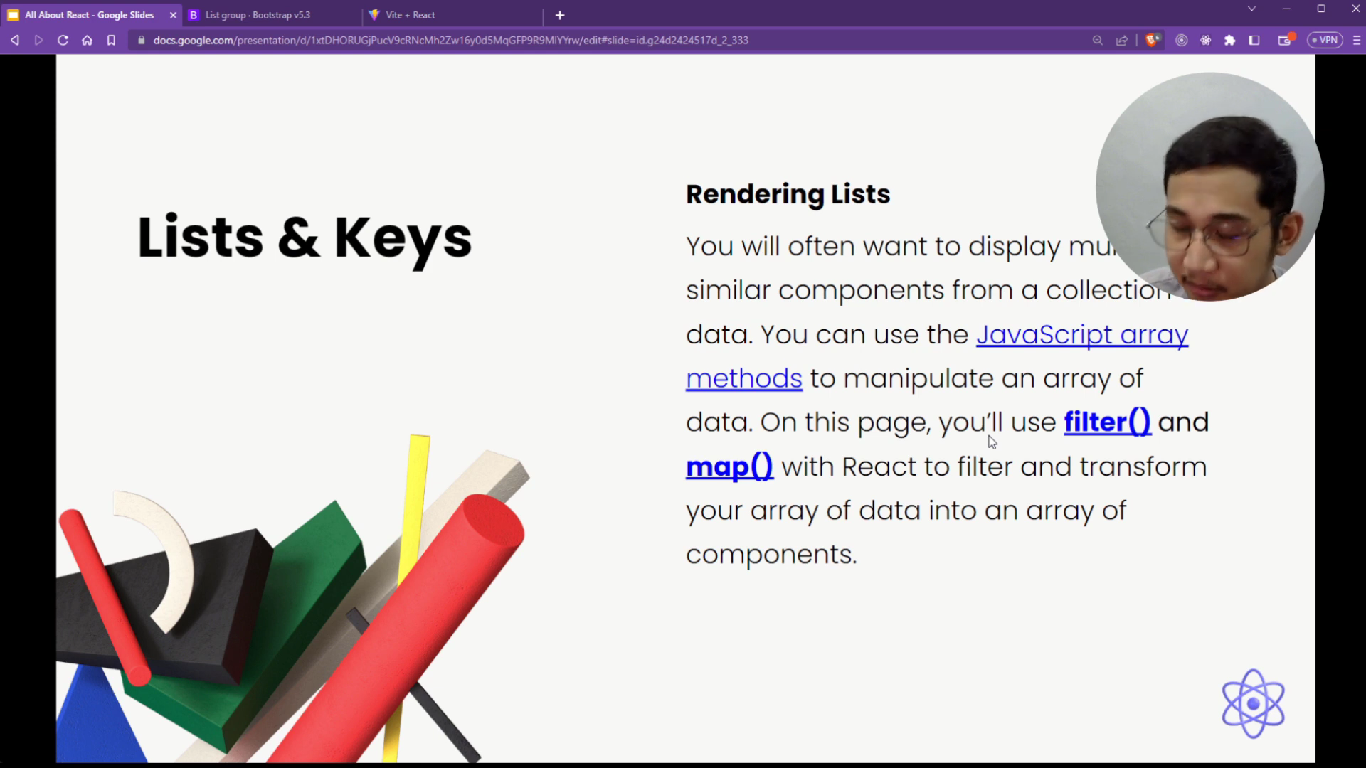 All About React - Google Slides
List group · Bootstrap v5.3
Vite + React
docs.google.com/presentation/d/1xtDHORUGjPucV9cRNcMh2Zw16y0d5MqGFP9R9MlYYrw/edit#slide=id.g24d2424517d_2_333
VPN
Lists & Keys
Rendering Lists
You will often want to display
similar components from a collection
data. You can use the JavaScript array
methods to manipulate an array of
data. On this page, you'll use filter() and
map() with React to filter and transform
your array of data into an array of
components.